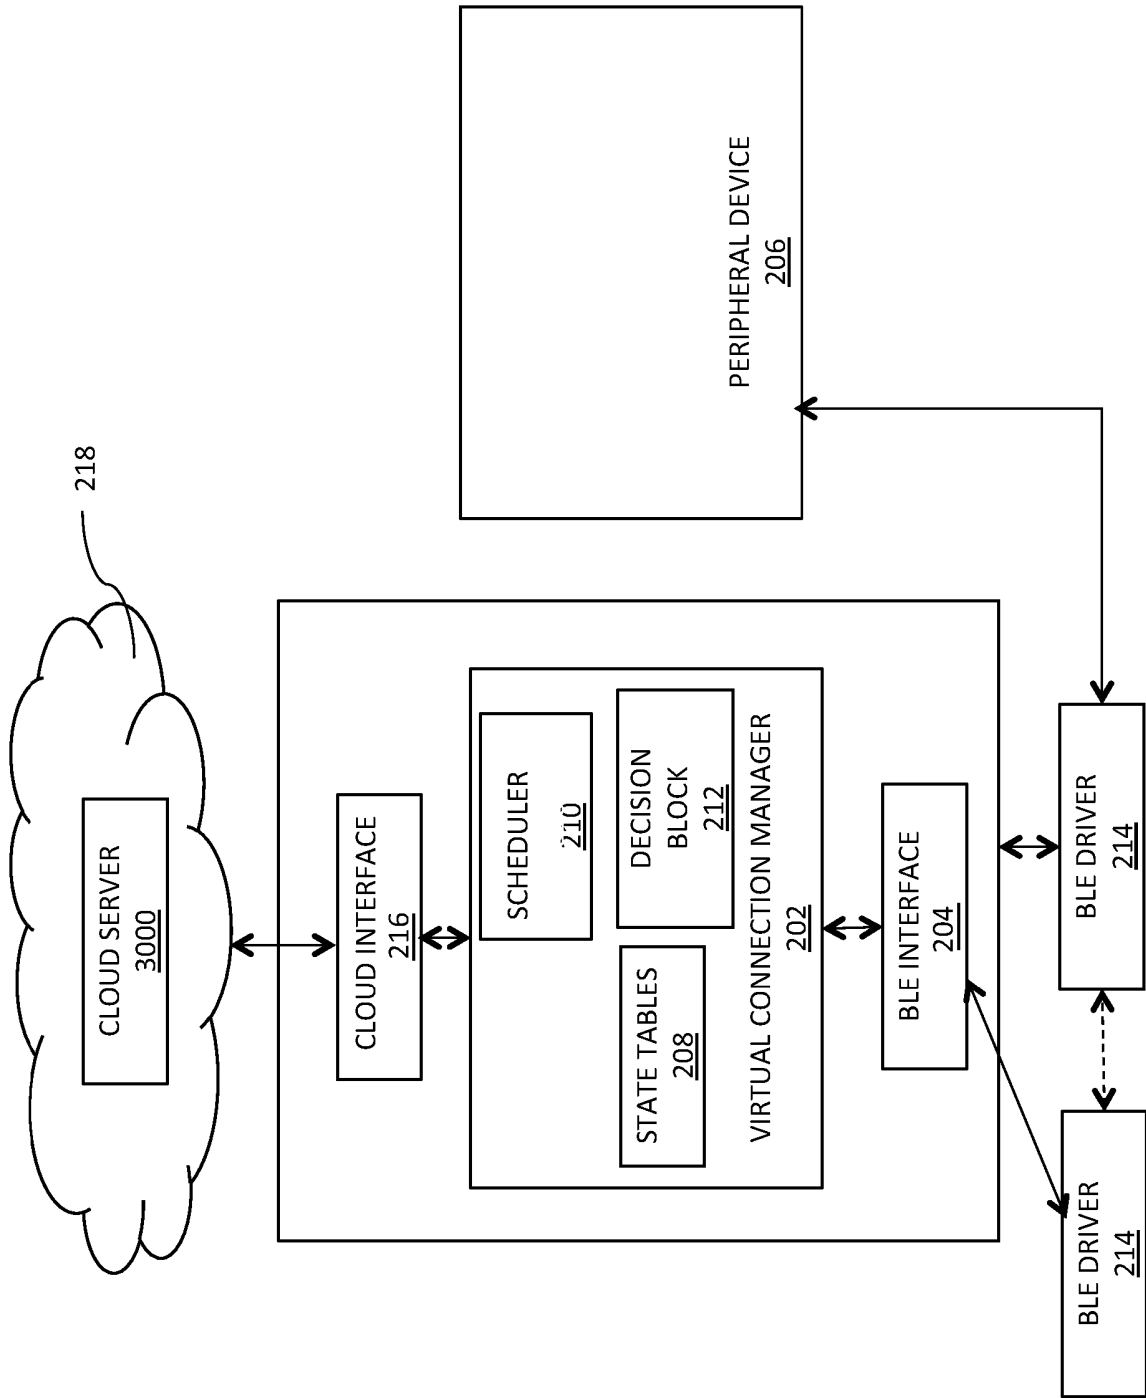 218
CLOUD SERVER
3000
CLOUD INTERFACE
216
SCHEDULER
210
STATE TABLES
208
DECISION
BLOCK
212
VIRTUAL CONNECTION MANAGER
202
BLE INTERFACE
204
PERIPHERAL DEVICE
206
BLE DRIVER
214
BLE DRIVER
214